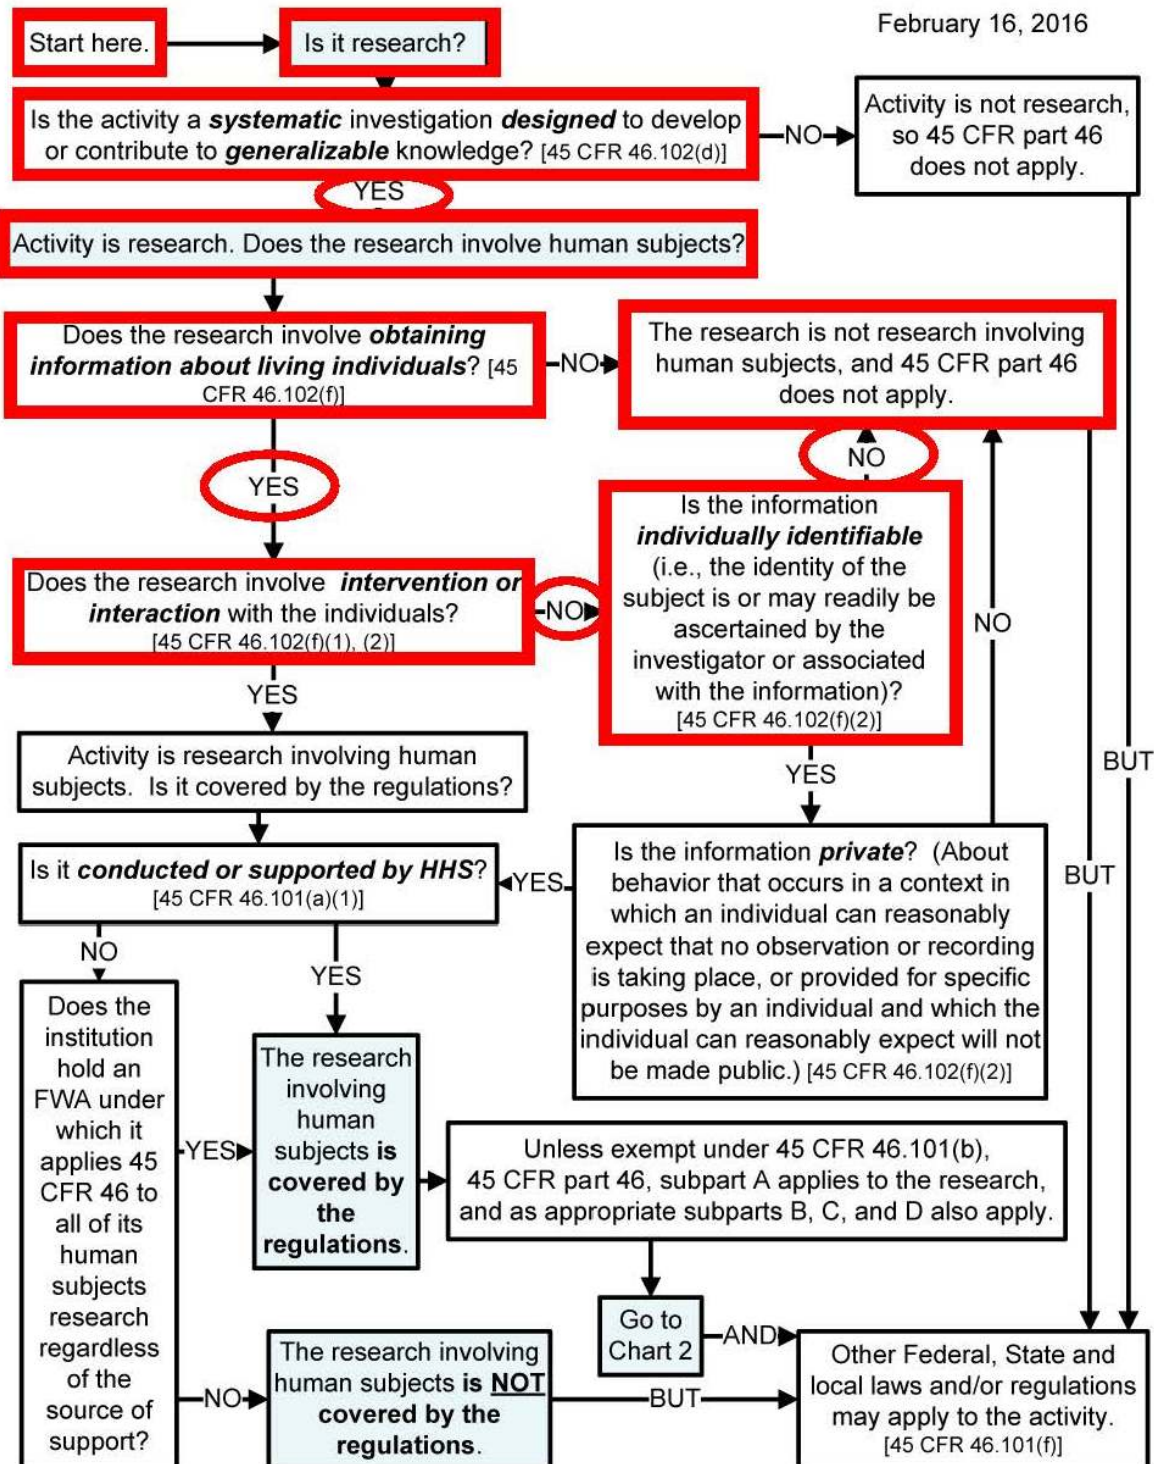 February 16, 2016
Start here.
Is it research?
Is the activity a systematic investigation designed to develop
or contribute to generalizable knowledge? [45 CFR 46.102(d)]
NO
Activity is not research,
so 45 CFR part 46
does not apply.
YES
Activity is research. Does the research involve human subjects?
Does the research involve obtaining
information about living individuals? [45
CFR 46.102(f)]
NO
The research is not research involving
human subjects, and 45 CFR part 46
does not apply.
YES
NO
Does the research involve intervention or
interaction with the individuals?
[45 CFR 46.102(f)(1), (2)]
NO
Is the information
individually identifiable
(i.e., the identity of the
subject is or may readily be
ascertained by the
investigator or associated
with the information)?
[45 CFR 46.102(f)(2)]
NO
YES
YES
BUT
Activity is research involving human
subjects. Is it covered by the regulations?
Is it conducted or supported by HHS?
[45 CFR 46.101(a)(1)]
YES
Is the information private? (About
behavior that occurs in a context in
which an individual can reasonably
expect that no observation or recording
is taking place, or provided for specific
purposes by an individual and which the
individual can reasonably expect will not
be made public.) [45 CFR 46.102(f)(2)]
BUT
NO
YES
Does the
institution
hold an
FWA under
which it
applies 45
CFR 46 to
all of its
human
subjects
research
regardless
of the
source of
support?
YES
The research
involving
human
subjects is
covered by
the
regulations.
Unless exempt under 45 CFR 46.101(b),
45 CFR part 46, subpart A applies to the research,
and as appropriate subparts B, C, and D also apply.
Go to
Chart 2
AND
NO
The research involving
human subjects is NOT
covered by the
regulations.
BUT
Other Federal, State and
local laws and/or regulations
may apply to the activity.
[45 CFR 46.101(f)]